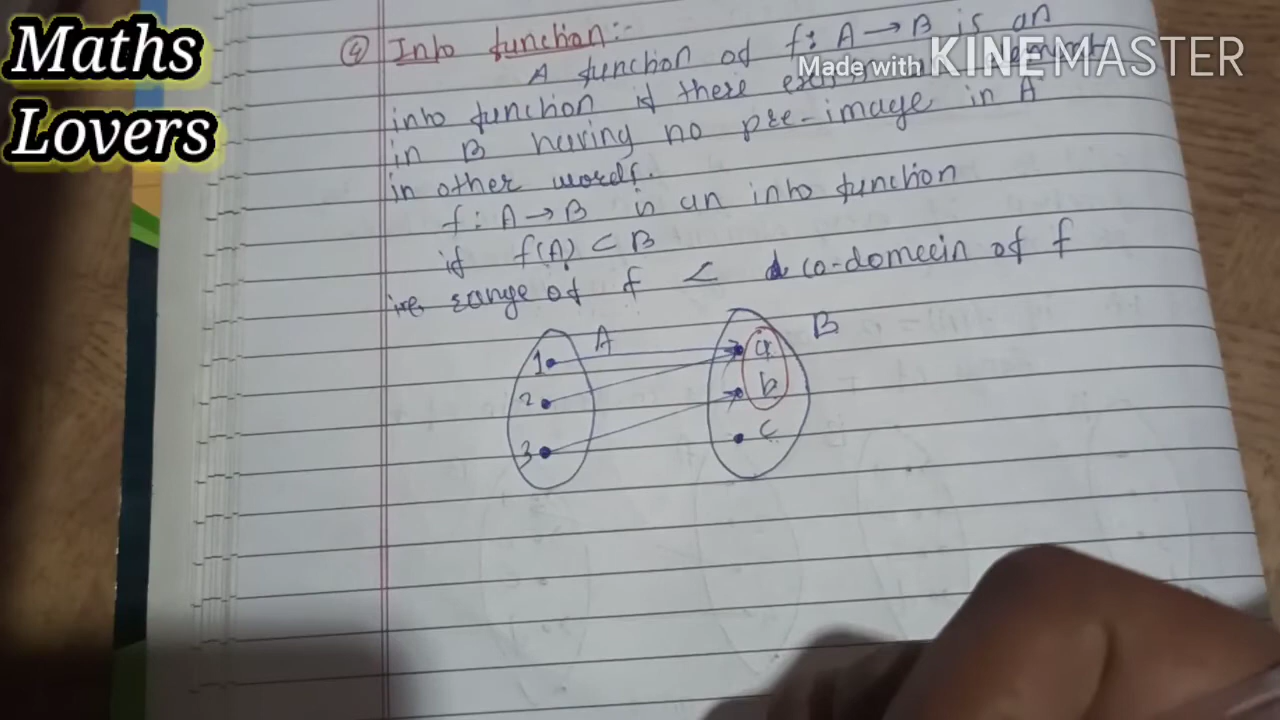 Maths
Lovers
Made with KINEMASTER
④ Into function:-
A function of f: A → B is an
into function if there exists element
in B having no pre-image in A
in other words.
f: A → B is an into function
if f(A) ⊂ B
range of f < co-domain of f
A
B
1
2
3
a
b
c